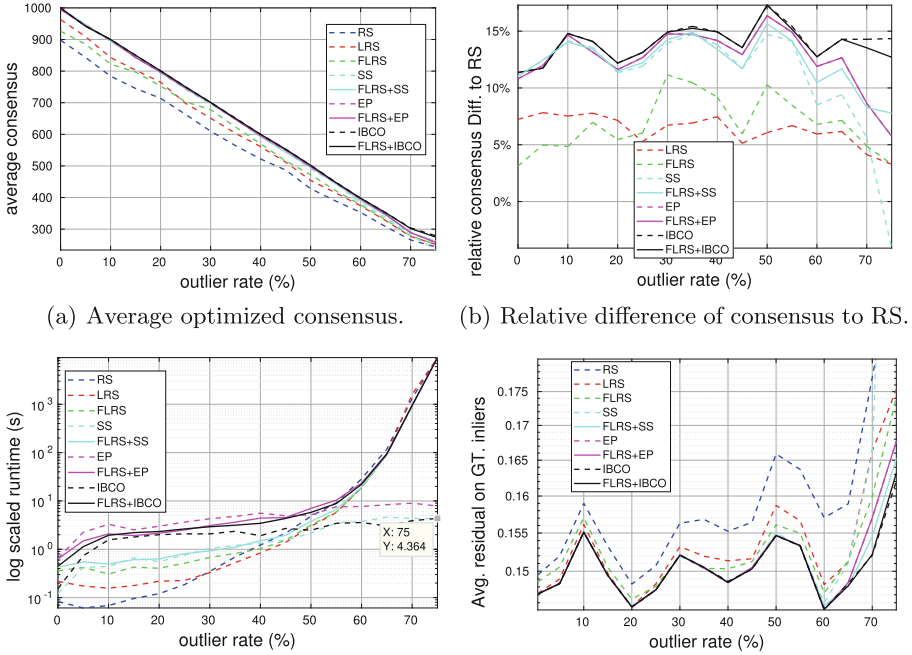 1000
900
800
700
600
500
400
300
average consensus
0
10
20
30
40
50
60
70
outlier rate (%)
RS
LRS
FLRS
SS
FLRS+SS
EP
FLRS+EP
IBCO
FLRS+IBCO
(a) Average optimized consensus.
15%
10%
5%
0%
relative consensus Diff. to RS
0
10
20
30
40
50
60
70
outlier rate (%)
LRS
FLRS
SS
FLRS+SS
EP
FLRS+EP
IBCO
FLRS+IBCO
(b) Relative difference of consensus to RS.
10^3
10^2
10^1
10^0
10^-1
log scaled runtime (s)
0
10
20
30
40
50
60
70
outlier rate (%)
RS
LRS
FLRS
SS
FLRS+SS
EP
FLRS+EP
IBCO
FLRS+IBCO
X: 75
Y: 4.364
0.175
0.17
0.165
0.16
0.155
0.15
Avg. residual on GT. inliers
10
20
30
40
50
60
70
outlier rate (%)
RS
LRS
FLRS
SS
FLRS+SS
EP
FLRS+EP
IBCO
FLRS+IBCO